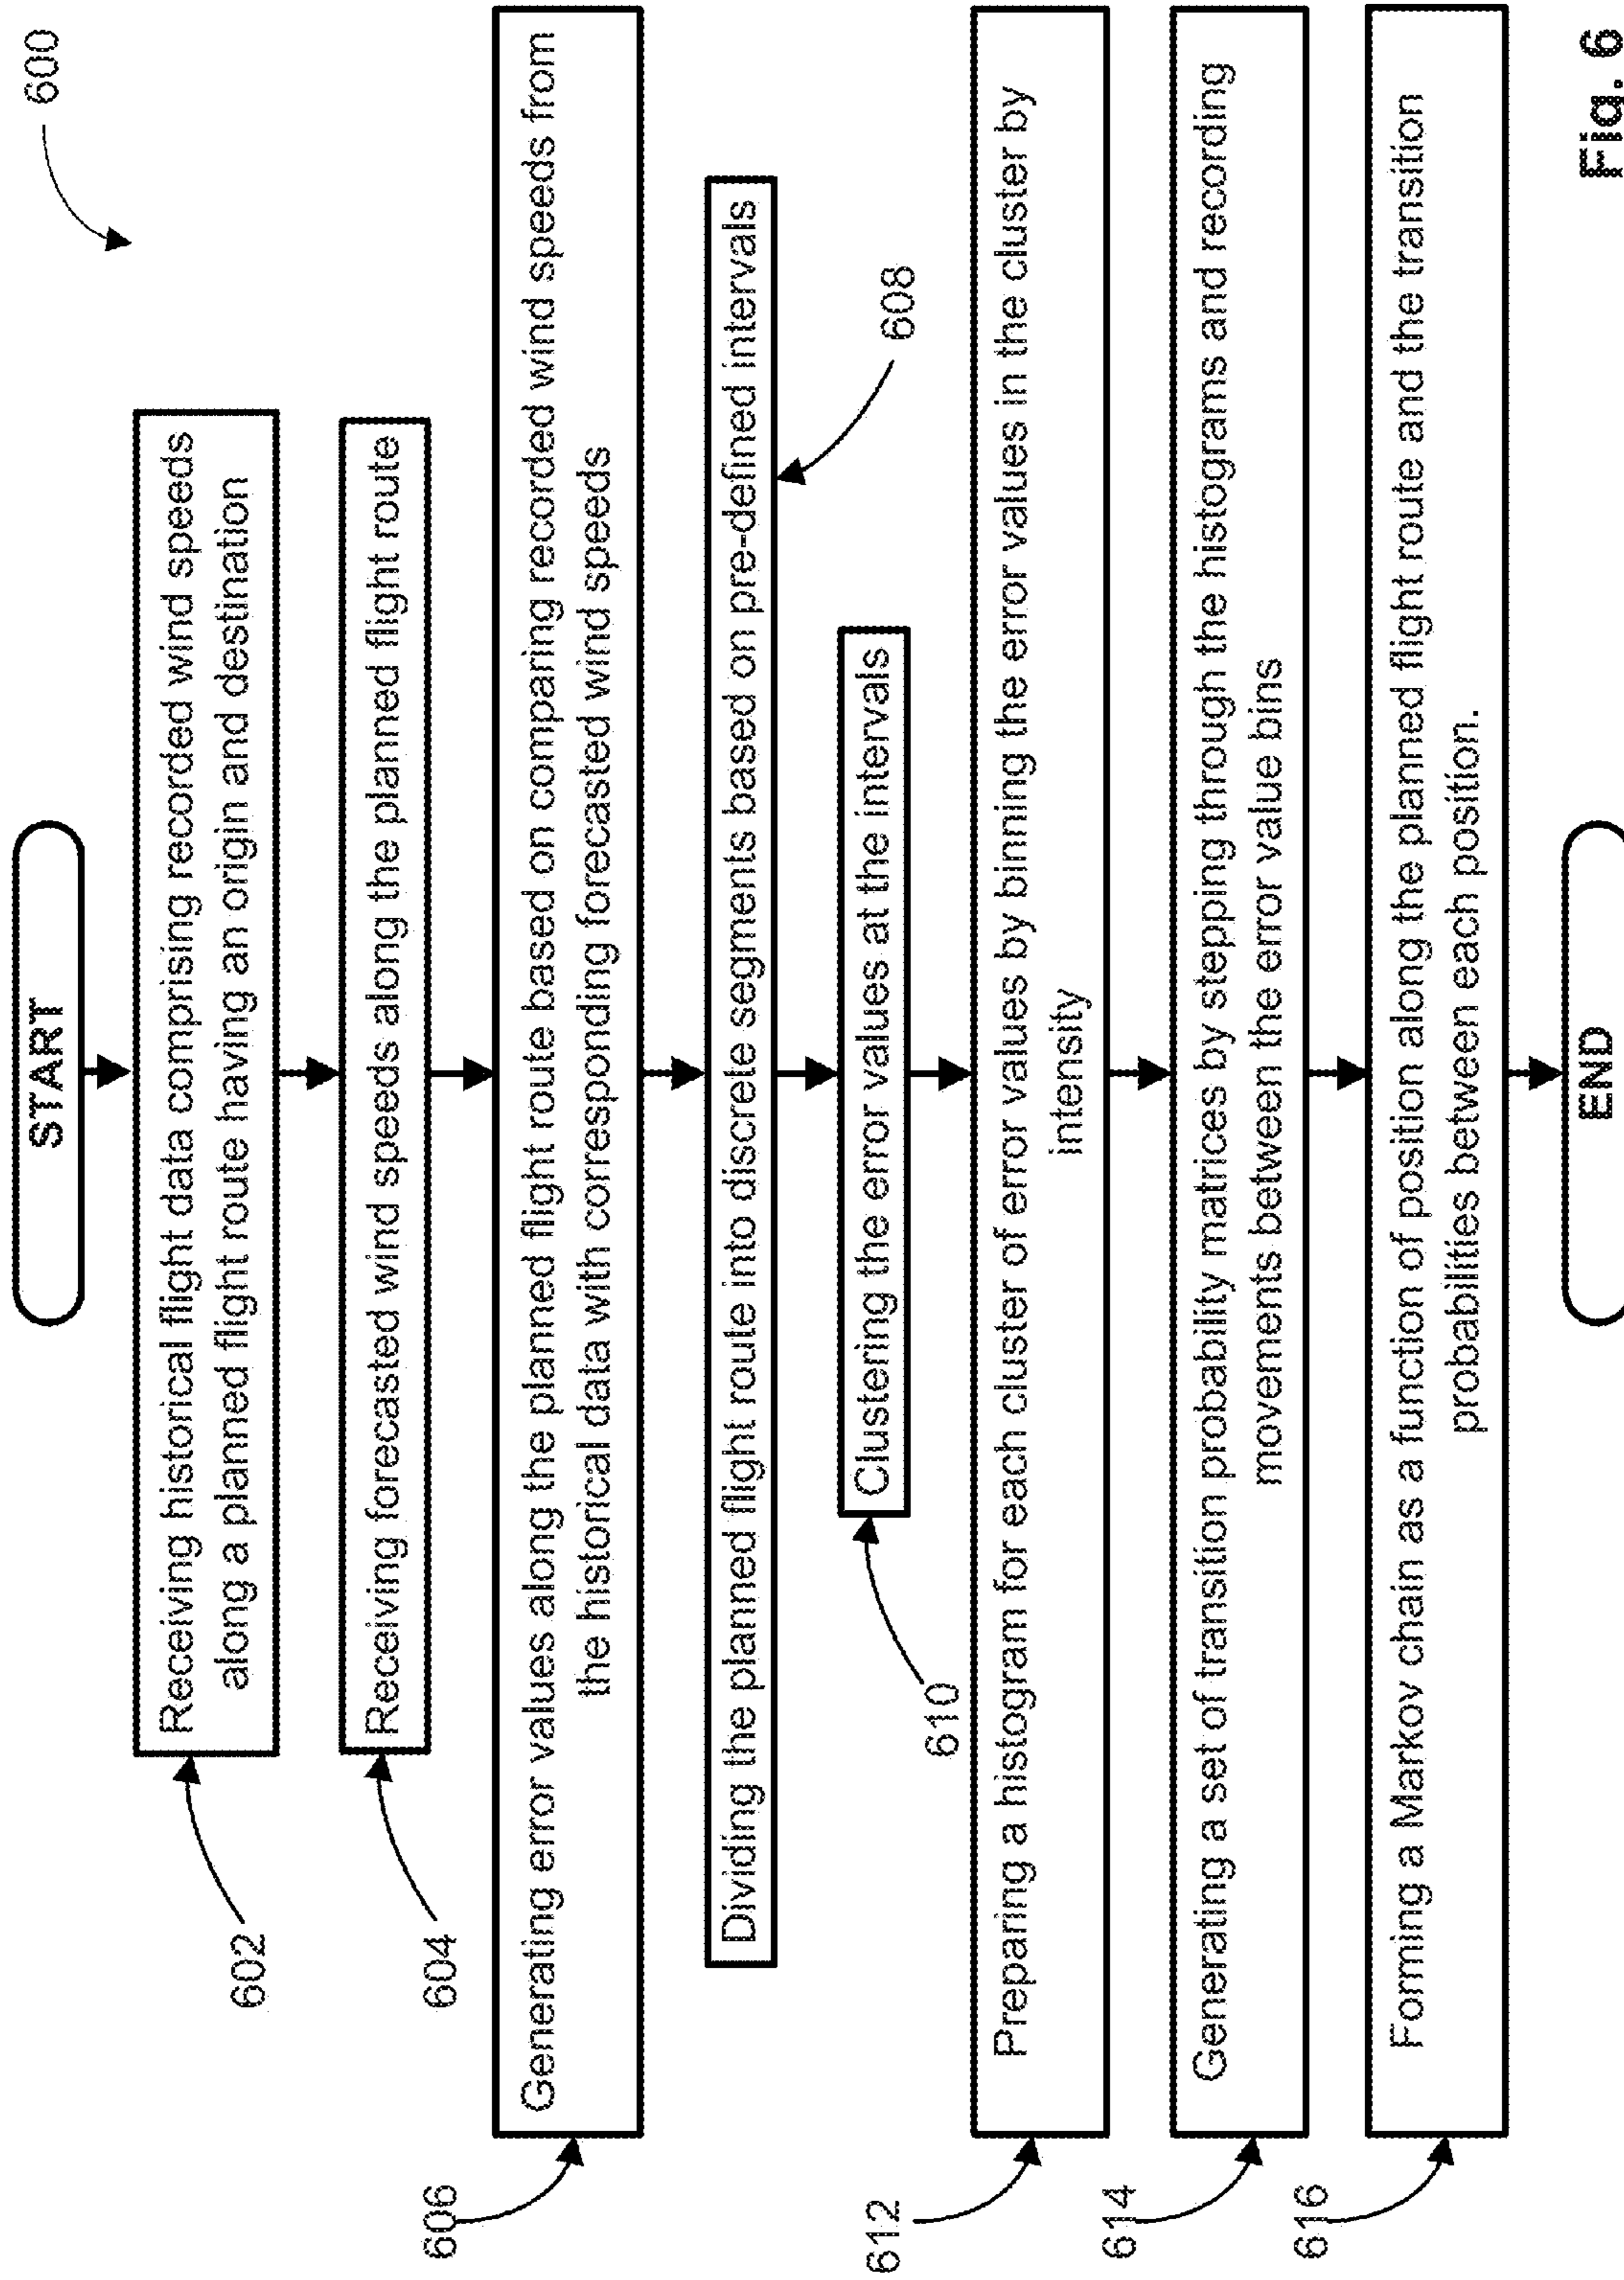 600
START
602
Receiving historical flight data comprising recorded wind speeds
along a planned flight route having an origin and destination
604
Receiving forecasted wind speeds along the planned flight route
606
Generating error values along the planned flight route based on comparing recorded wind speeds from
the historical data with corresponding forecasted wind speeds
Dividing the planned flight route into discrete segments based on pre-defined intervals
608
610
Clustering the error values at the intervals
612
Preparing a histogram for each cluster of error values by binning the error values in the cluster by
intensity
614
Generating a set of transition probability matrices by stepping through the histograms and recording
movements between the error value bins
616
Forming a Markov chain as a function of position along the planned flight route and the transition
probabilities between each position.
END
Fig. 6